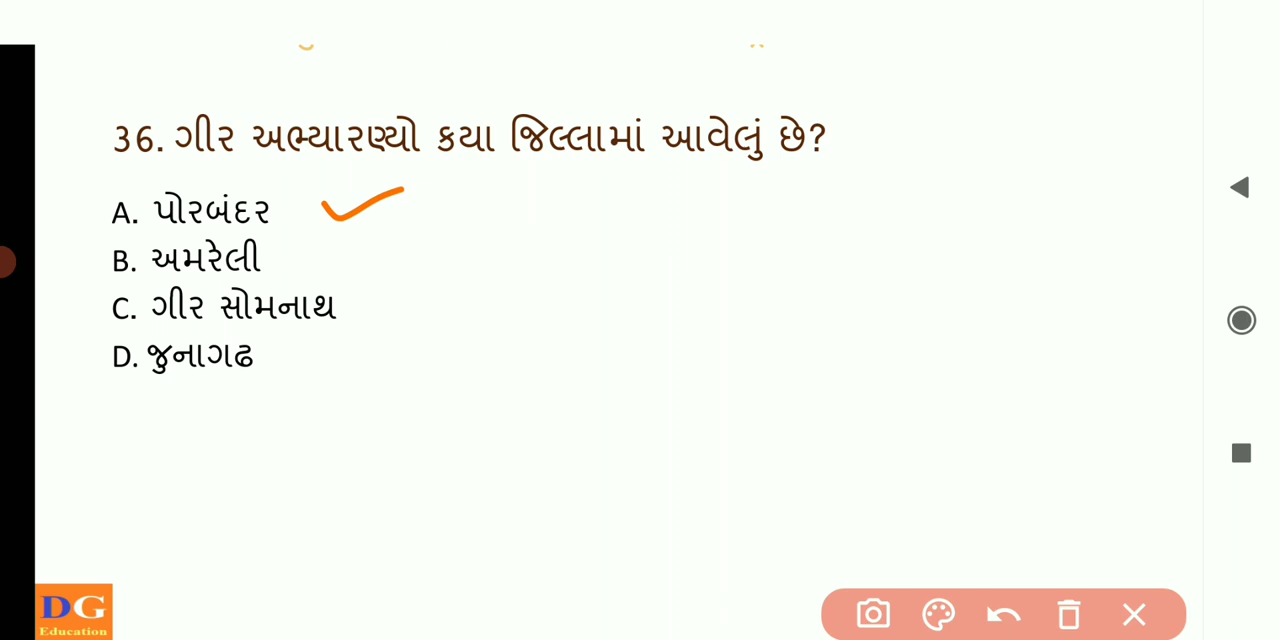 36. ગીર અભ્યારણ્યો કયા જિલ્લામાં આવેલું છે?
A. પોરબંદર
B. અમરેલી
C. ગીર સોમનાથ
D. જુનાગઢ
DG
Education